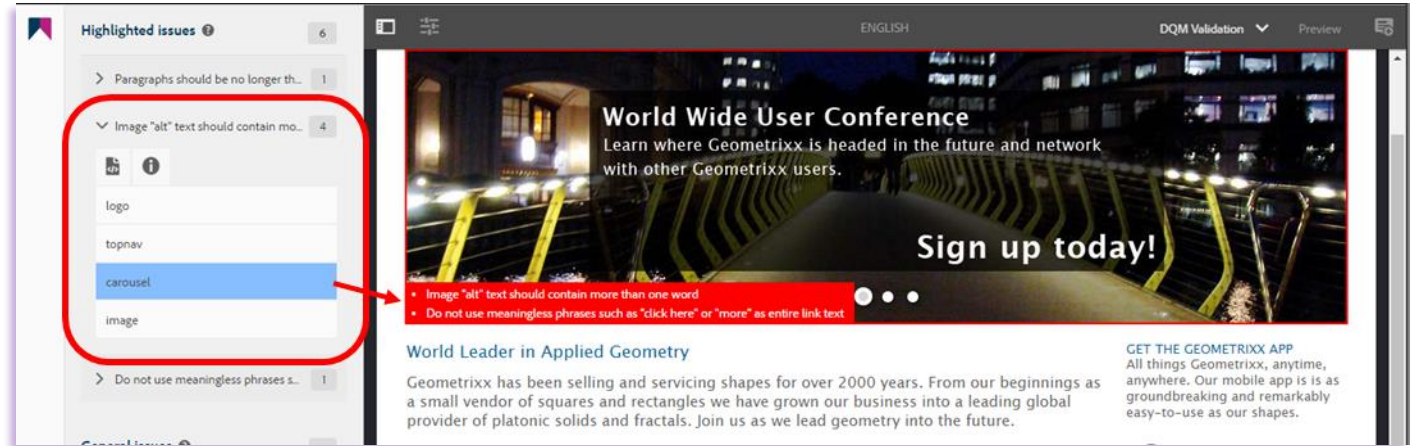 Highlighted issues
6
Paragraphs should be no longer th...
1
Image "alt" text should contain mo...
4
logo
topnav
carousel
image
Do not use meaningless phrases s...
1
General issues
ENGLISH
DQM Validation
Preview
World Wide User Conference
Learn where Geometrixx is headed in the future and network
with other Geometrixx users.
Sign up today!
• Image "alt" text should contain more than one word
• Do not use meaningless phrases such as "click here" or "more" as entire link text
World Leader in Applied Geometry
Geometrixx has been selling and servicing shapes for over 2000 years. From our beginnings as
a small vendor of squares and rectangles we have grown our business into a leading global
provider of platonic solids and fractals. Join us as we lead geometry into the future.
GET THE GEOMETRIXX APP
All things Geometrixx, anytime,
anywhere. Our mobile app is is as
groundbreaking and remarkably
easy-to-use as our shapes.